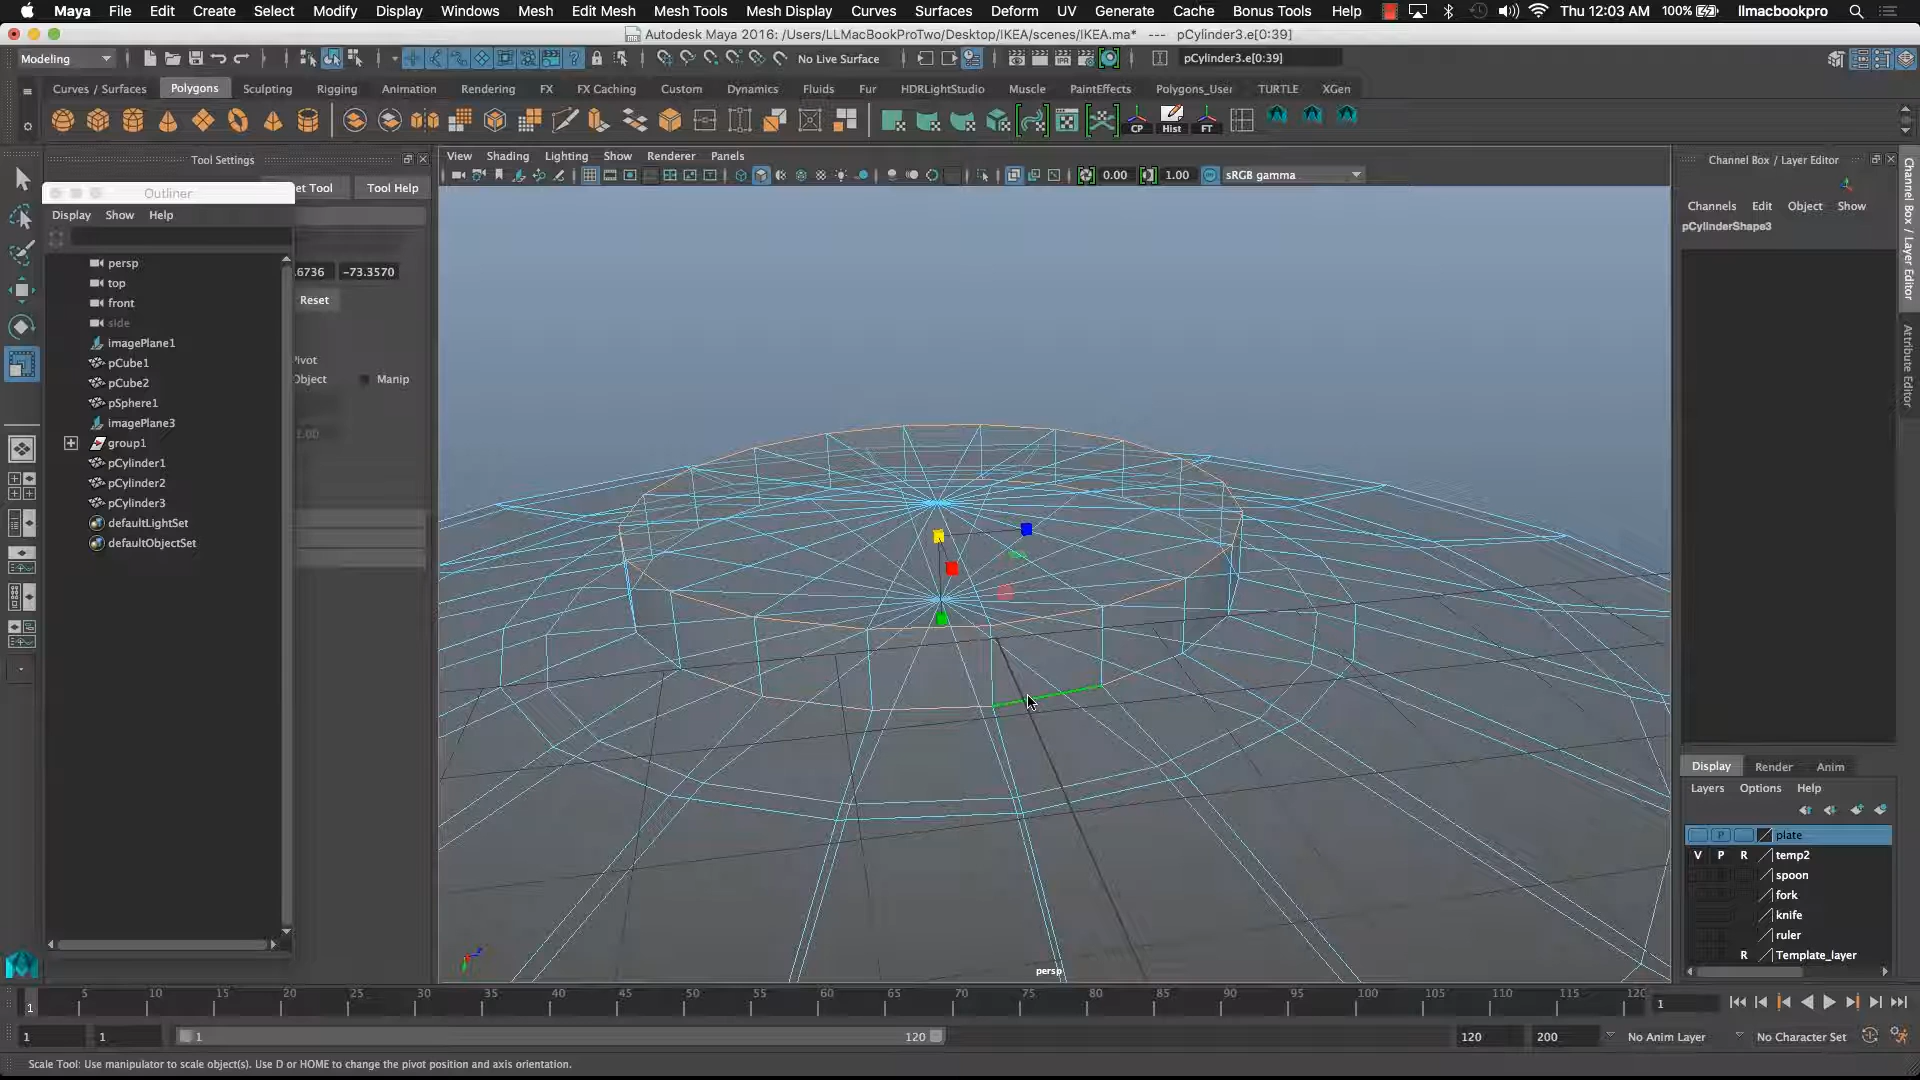 Maya File Edit Create Select Modify Display Windows Mesh Edit Mesh Mesh Tools Mesh Display Curves Surfaces Deform UV Generate Cache Bonus Tools Help Thu 12:03 AM 100% llmacbookpro
Autodesk Maya 2016: /Users/LLMacBookProTwo/Desktop/IKEA/scenes/IKEA.ma* --- pCylinder3.e[0:39]
Modeling No Live Surface pCylinder3.e[0:39]
Curves / Surfaces Polygons Sculpting Rigging Animation Rendering FX FX Caching Custom Dynamics Fluids Fur HDRLightStudio Muscle PaintEffects Polygons_User TURTLE XGen
CP Hist FT
Tool Settings
View Shading Lighting Show Renderer Panels
Channel Box / Layer Editor
0.00 1.00 sRGB gamma
et Tool Tool Help
Outliner
Display Show Help
Channels Edit Object Show
pCylinderShape3
persp
top
front
side
imagePlane1
pCube1
pCube2
pSphere1
imagePlane3
group1
pCylinder1
pCylinder2
pCylinder3
defaultLightSet
defaultObjectSet
.6736 -73.3570
Reset
Pivot
Object Manip
Channel Box / Layer Editor
Attribute Editor
persp
Display Render Anim
Layers Options Help
P plate
V P R temp2
spoon
fork
knife
ruler
R Template_layer
1 5 10 15 20 25 30 35 40 45 50 55 60 65 70 75 80 85 90 95 100 105 110 115 120 1
1 1 1 120 120 200 No Anim Layer No Character Set
Scale Tool: Use manipulator to scale object(s). Use D or HOME to change the pivot position and axis orientation.